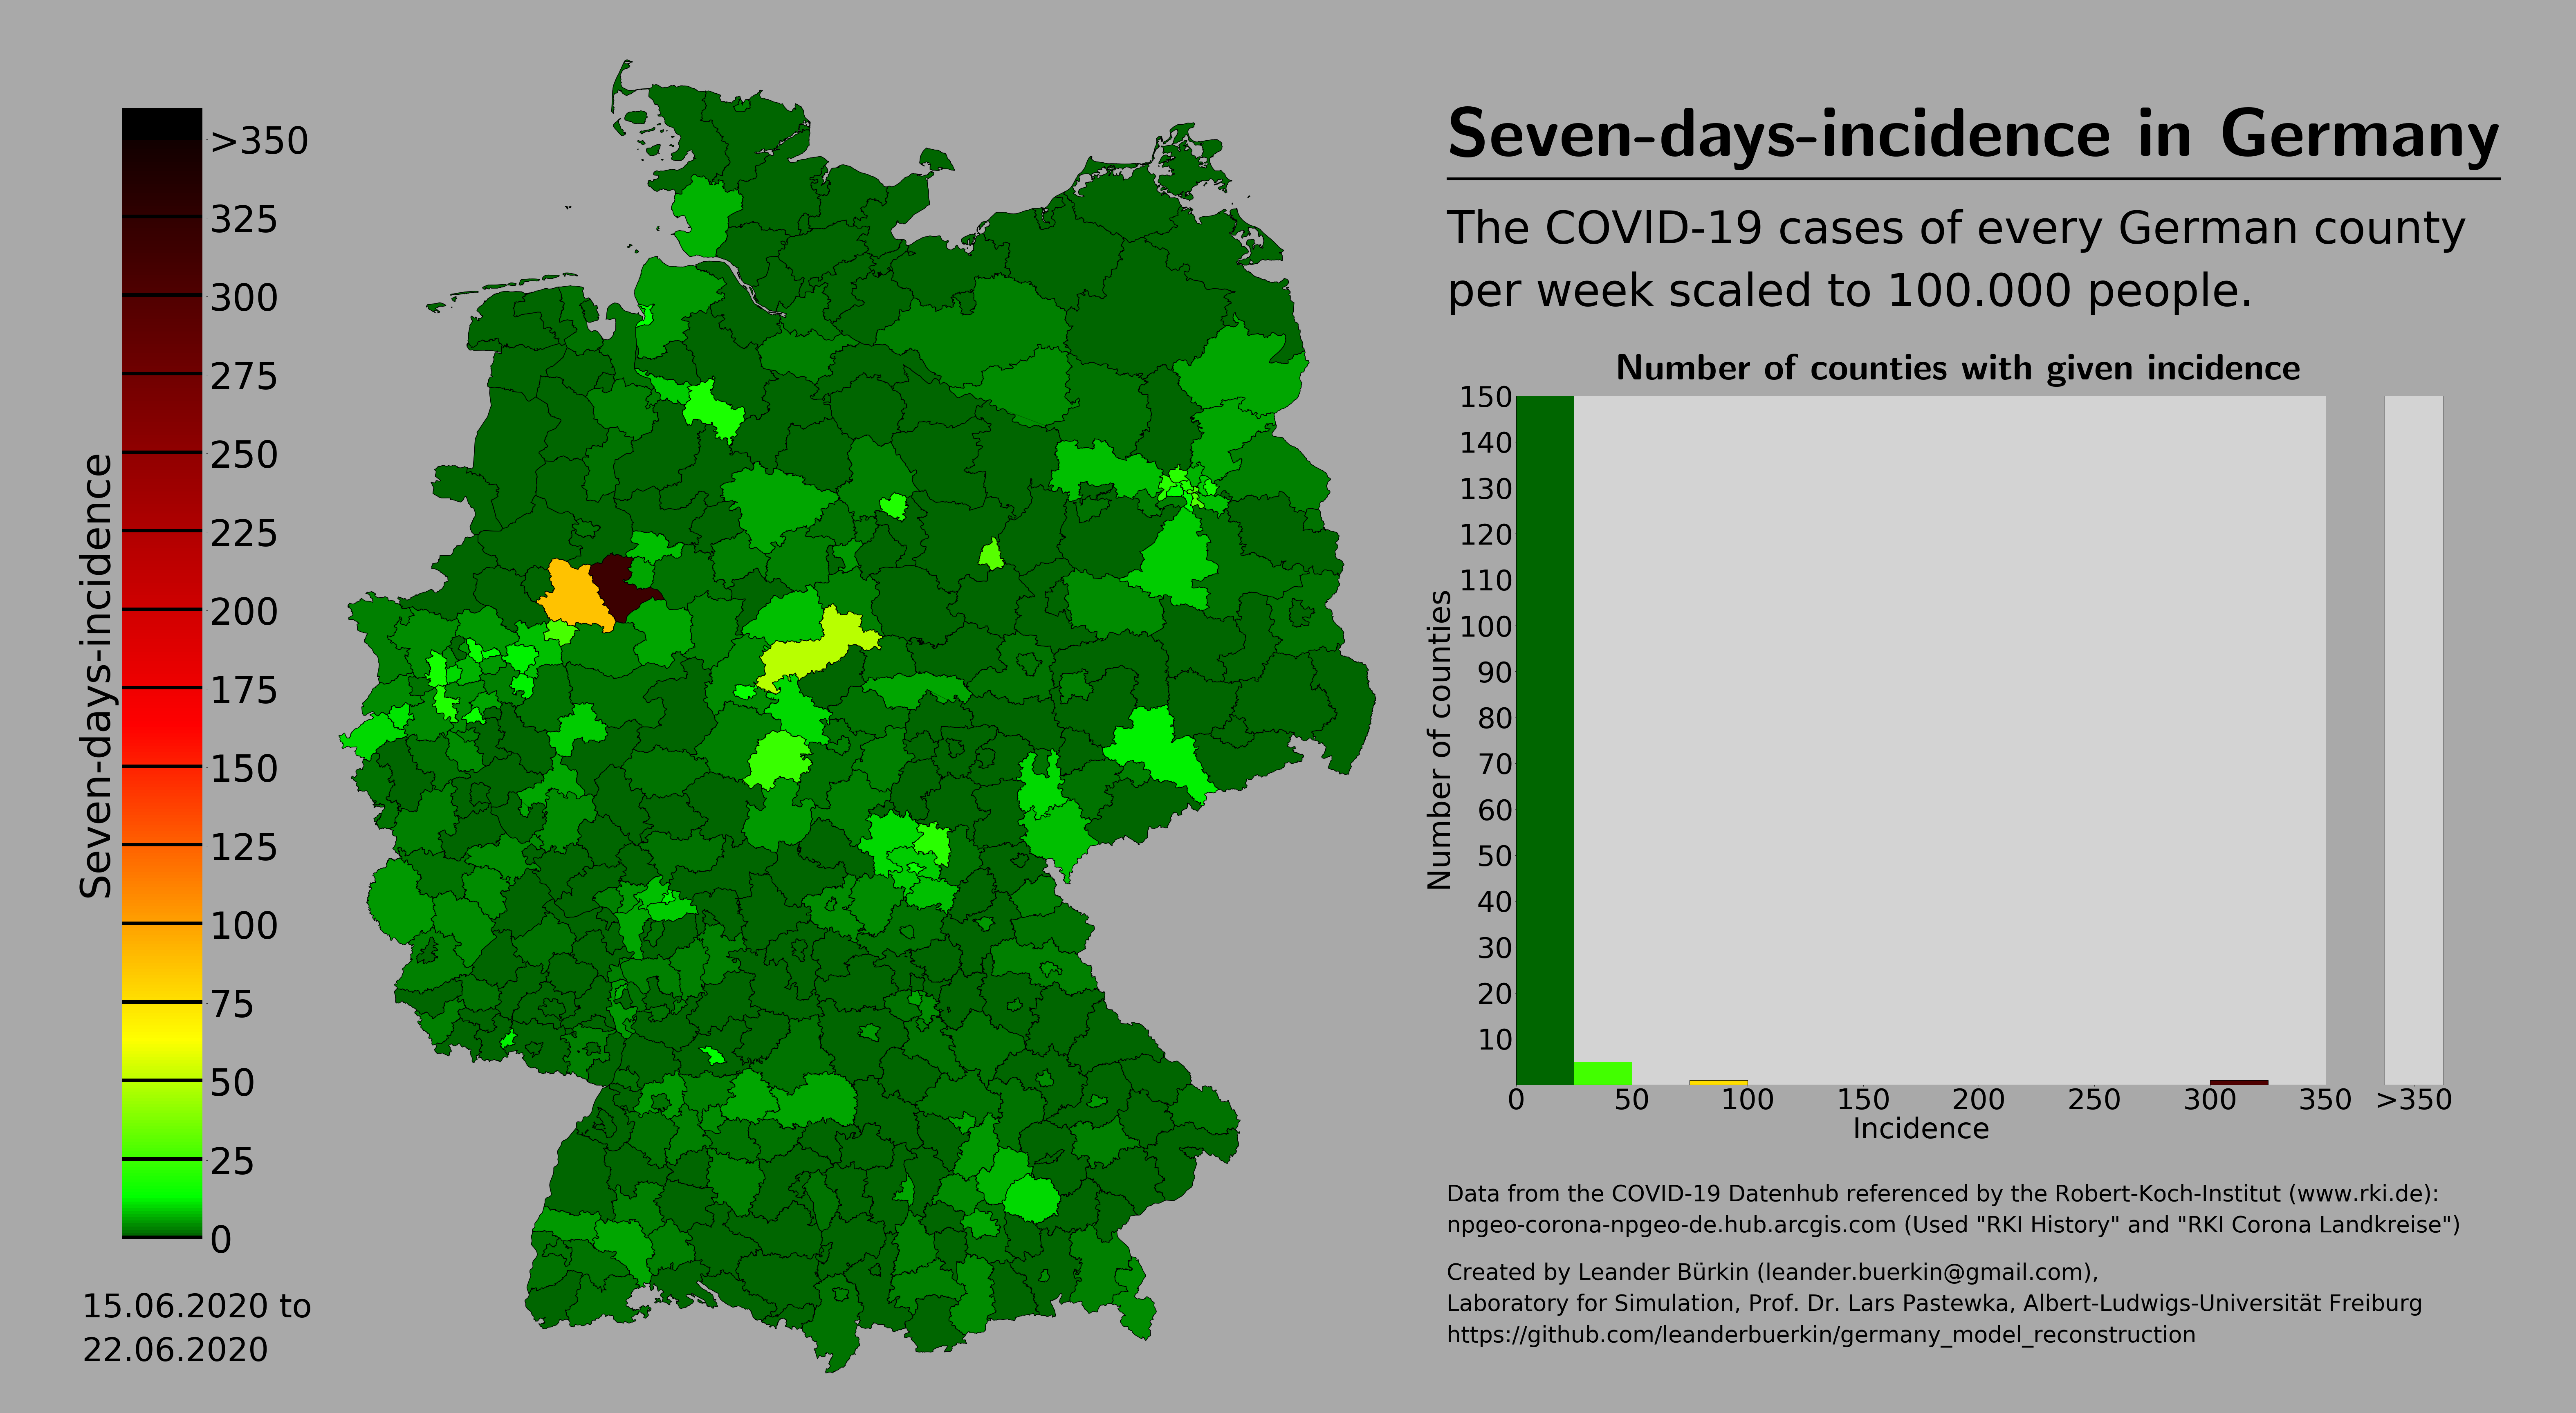 Seven-days-incidence
>350
325
300
275
250
225
200
175
150
125
100
75
50
25
0
15.06.2020 to
22.06.2020
Seven-days-incidence in Germany
The COVID-19 cases of every German county
per week scaled to 100.000 people.
Number of counties with given incidence
Number of counties
150
140
130
120
110
100
90
80
70
60
50
40
30
20
10
0 50 100 150 200 250 300 350 >350
Incidence
Data from the COVID-19 Datenhub referenced by the Robert-Koch-Institut (www.rki.de):
npgeo-corona-npgeo-de.hub.arcgis.com (Used "RKI History" and "RKI Corona Landkreise")
Created by Leander Bürkin (leander.buerkin@gmail.com),
Laboratory for Simulation, Prof. Dr. Lars Pastewka, Albert-Ludwigs-Universität Freiburg
https://github.com/leanderbuerkin/germany_model_reconstruction